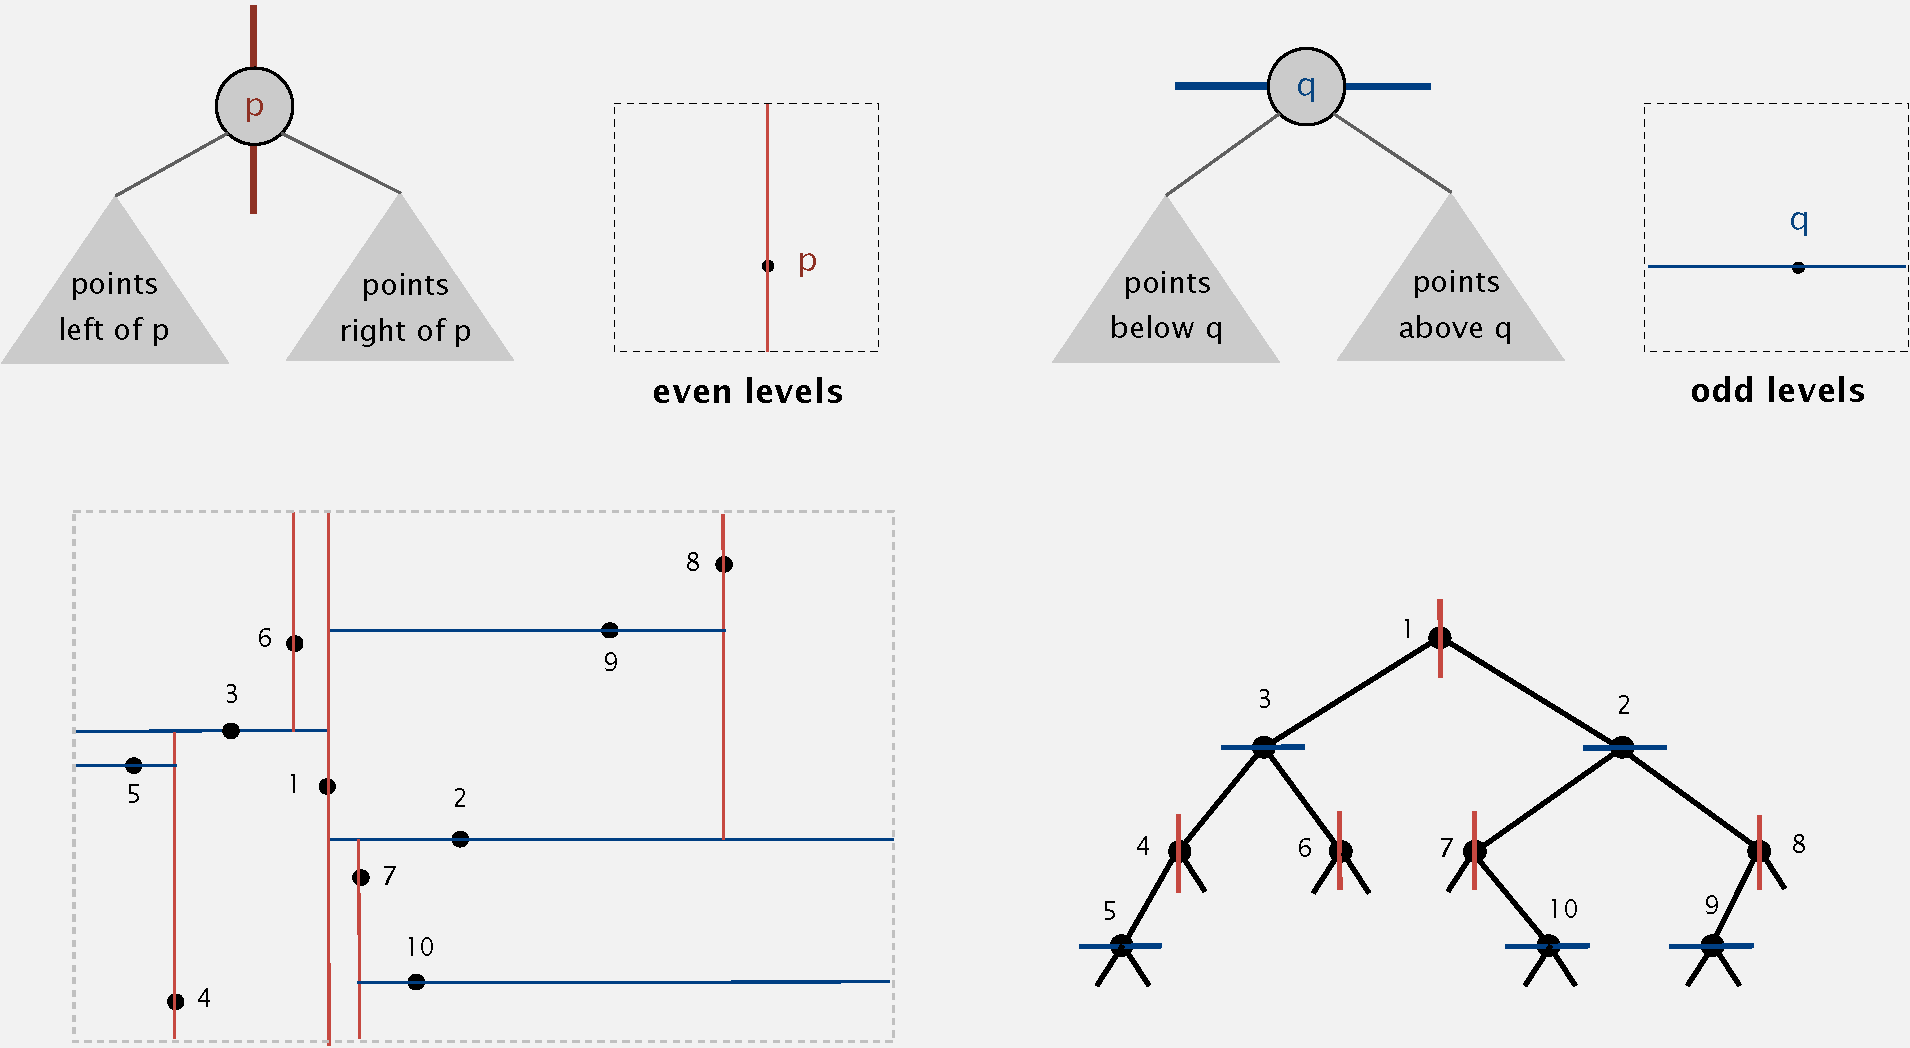 p
points
left of p
points
right of p
p
even levels
q
points
below q
points
above q
q
odd levels
8
6
9
3
5
1
2
7
10
4
1
3
2
4
6
7
8
5
10
9